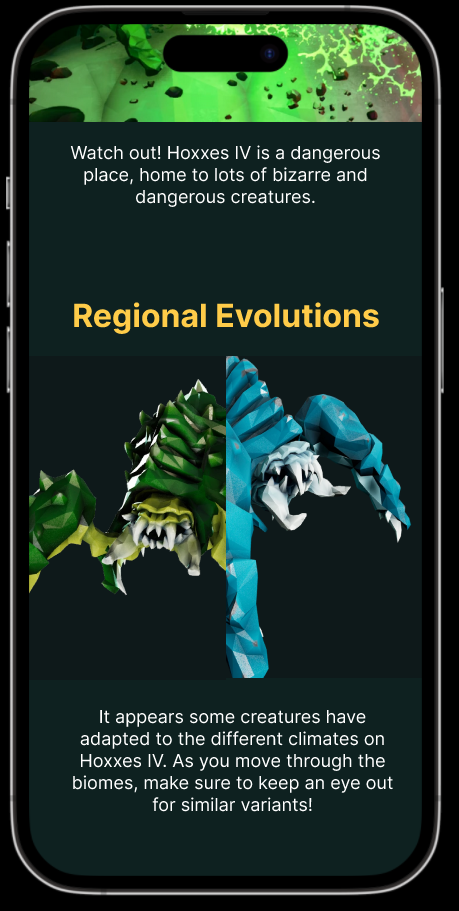 Watch out! Hoxxes IV is a dangerous
place, home to lots of bizarre and
dangerous creatures.
Regional Evolutions
It appears some creatures have
adapted to the different climates on
Hoxxes IV. As you move through the
biomes, make sure to keep an eye out
for similar variants!